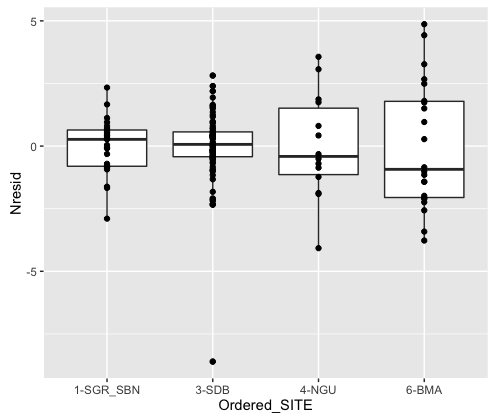 5
0
-5
Nresid
1-SGR_SBN 3-SDB 4-NGU 6-BMA
Ordered_SITE